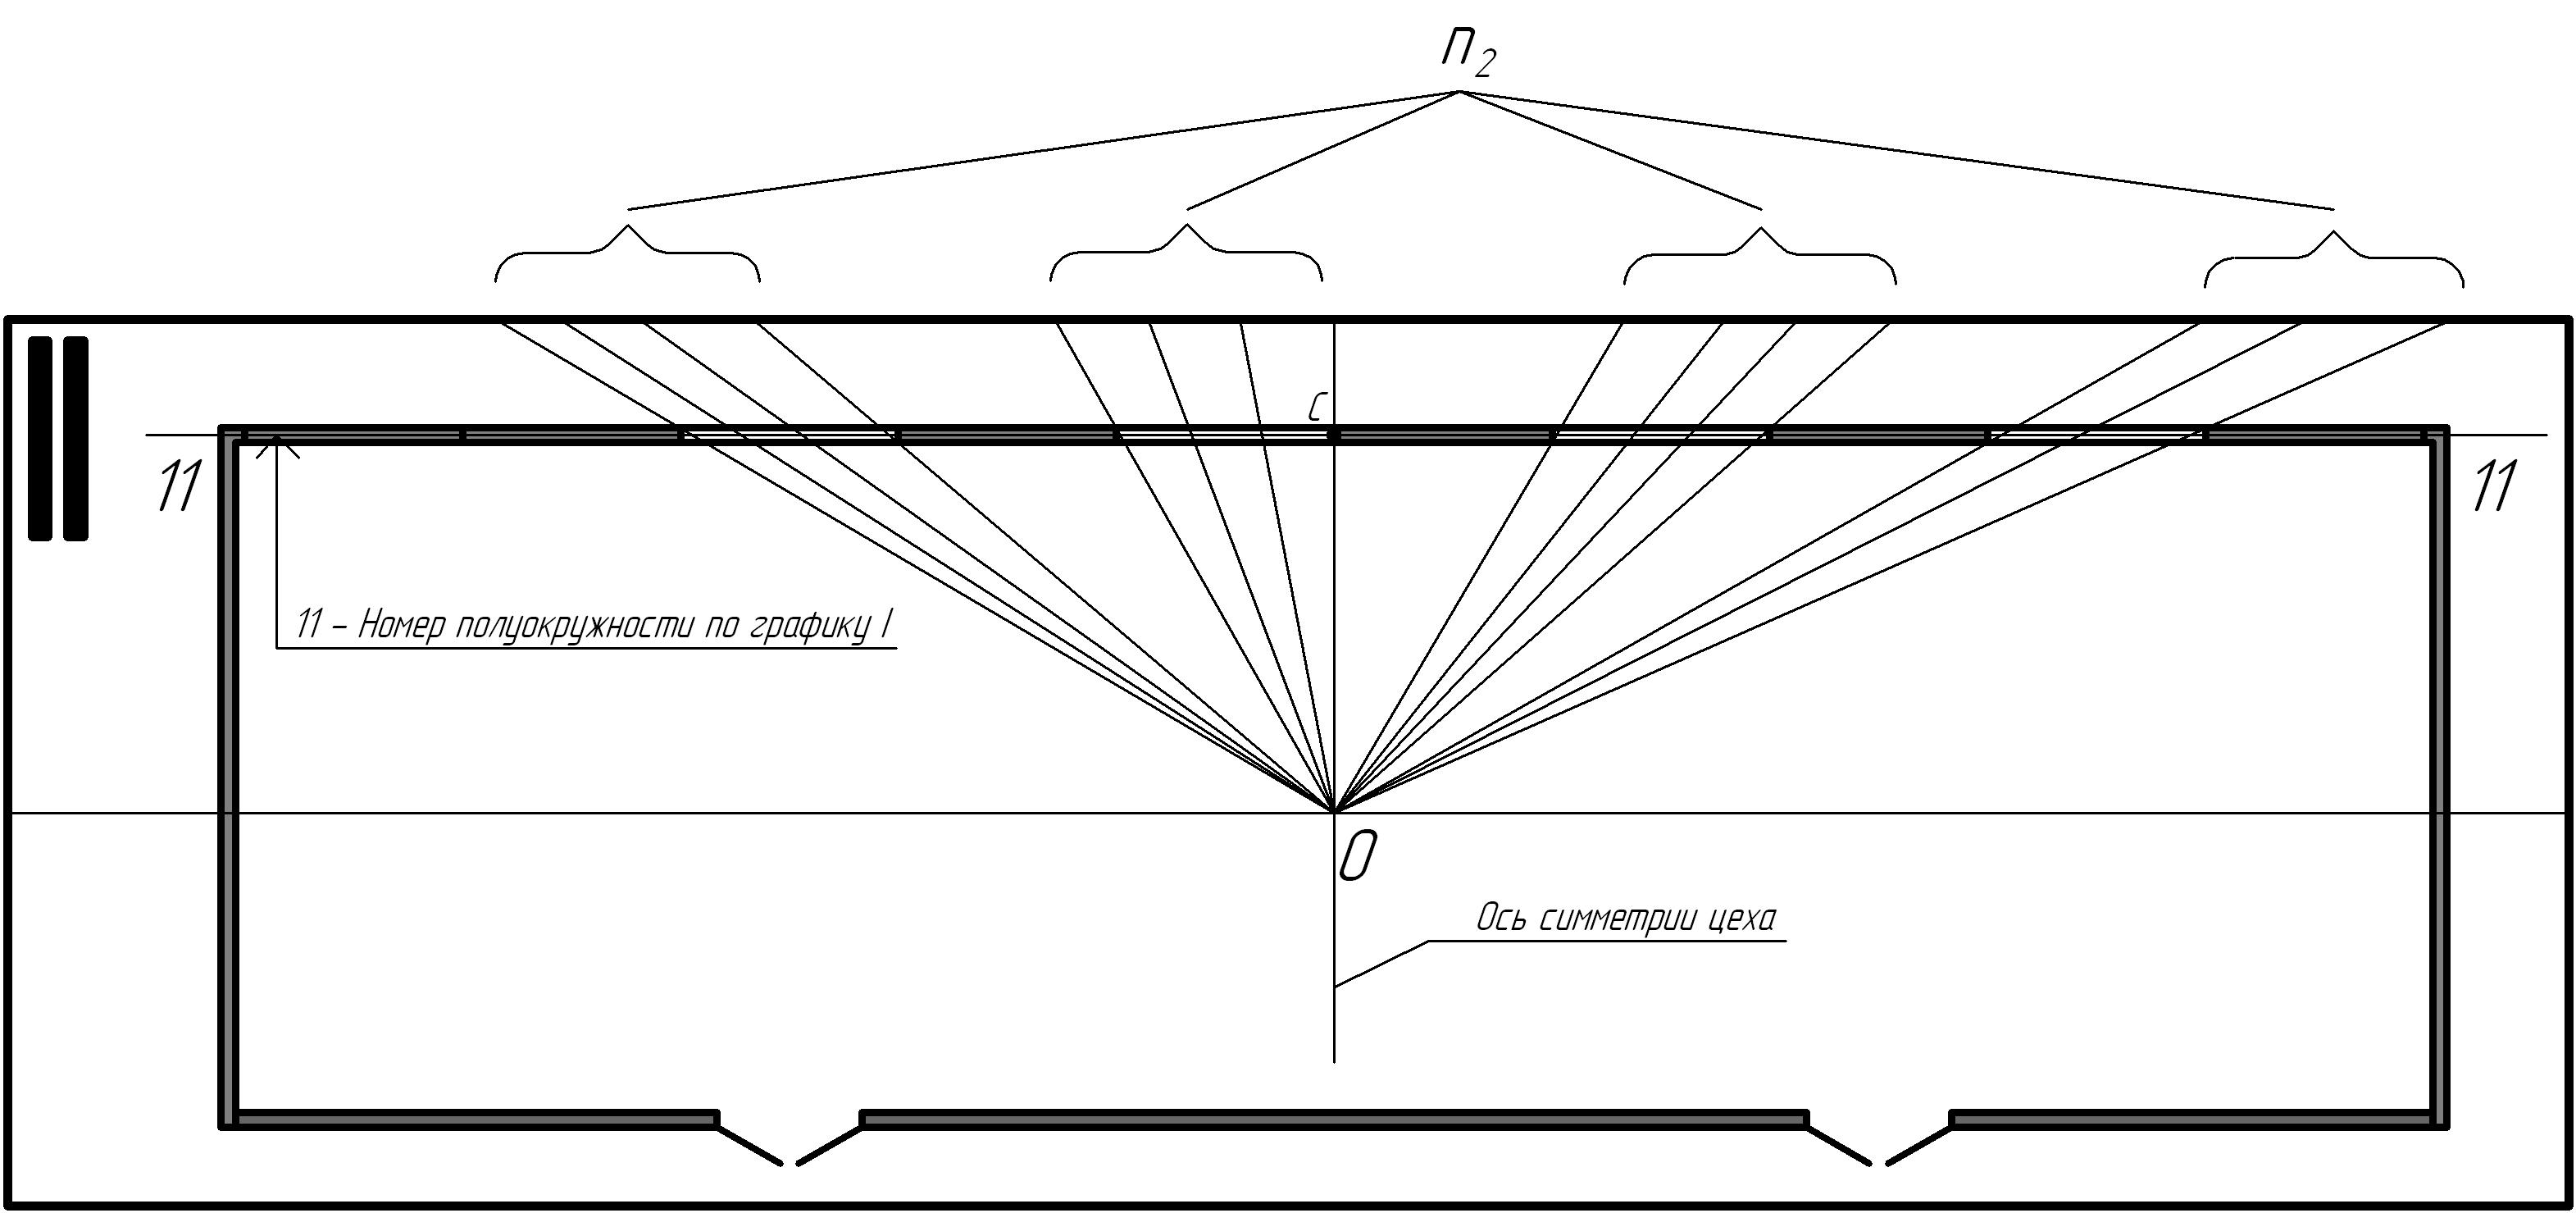 n2
II
C
11
11
11 – Номер полуокружности по графику I
О
Ось симметрии цеха